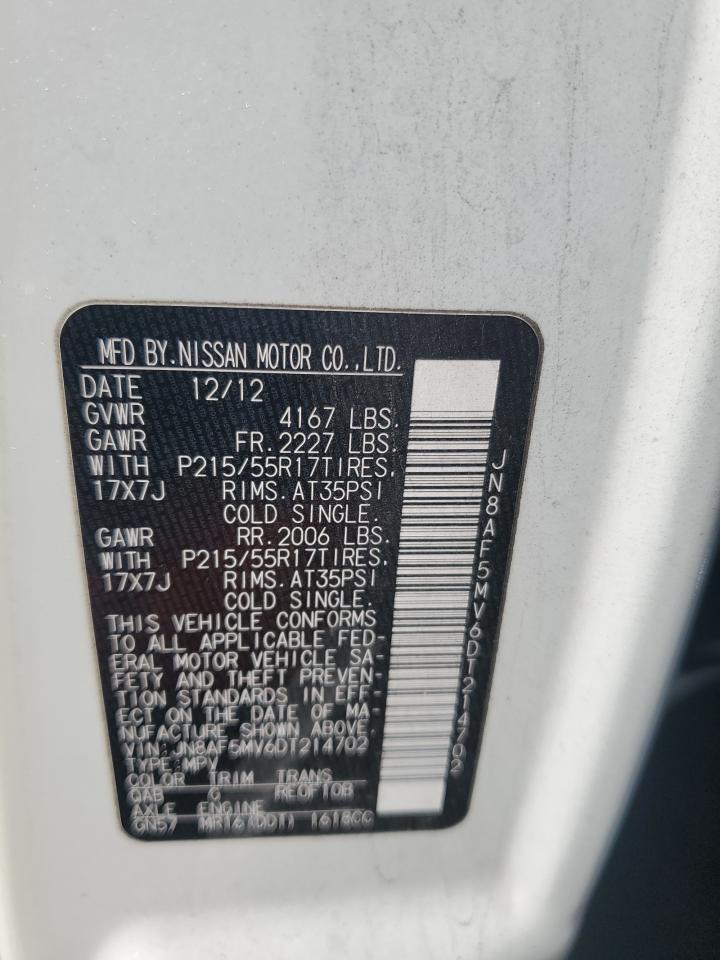 MFD BY.NISSAN MOTOR CO.,LTD.
DATE 12/12
GVWR 4167 LBS.
GAWR FR.2227 LBS.
WITH P215/55R17TIRES,
17X7J RIMS.AT35PSI
COLD SINGLE.
GAWR RR.2006 LBS.
WITH P215/55R17TIRES,
17X7J RIMS.AT35PSI
COLD SINGLE.
THIS VEHICLE CONFORMS
TO ALL APPLICABLE FED-
ERAL MOTOR VEHICLE SA-
FETY AND THEFT PREVEN-
TION STANDARDS IN EFF-
ECT ON THE DATE OF MA-
NUFACTURE SHOWN ABOVE.
VIN: JN8AF5MV6DT214702
TYPE:MPV
COLOR TRIM TRANS
QAB G RE0F10B
AXLE ENGINE
GN57 MR16(DDT) 1618CC
JN8AF5MV6DT214702